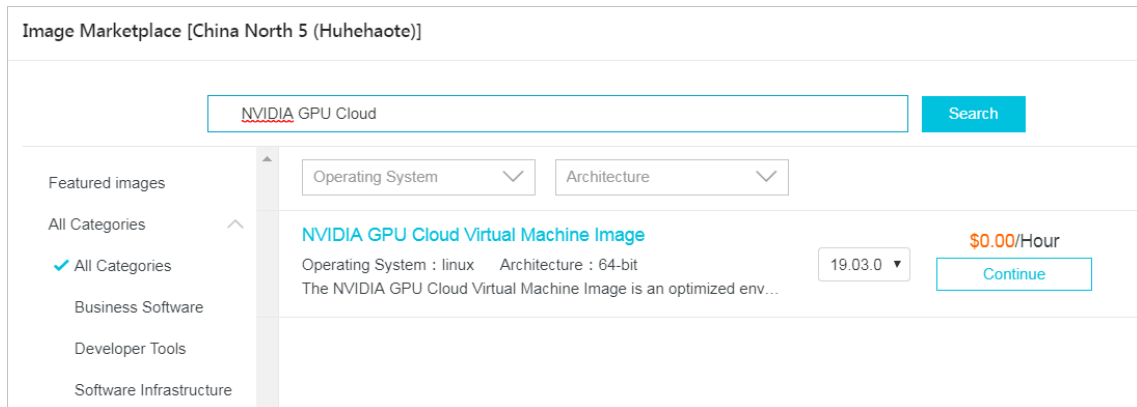 Image Marketplace [China North 5 (Huhehaote)]
NVIDIA GPU Cloud
Search
Featured images
All Categories
All Categories
Business Software
Developer Tools
Software Infrastructure
Operating System
Architecture
NVIDIA GPU Cloud Virtual Machine Image
Operating System：linux Architecture：64-bit
The NVIDIA GPU Cloud Virtual Machine Image is an optimized env...
19.03.0
$0.00/Hour
Continue